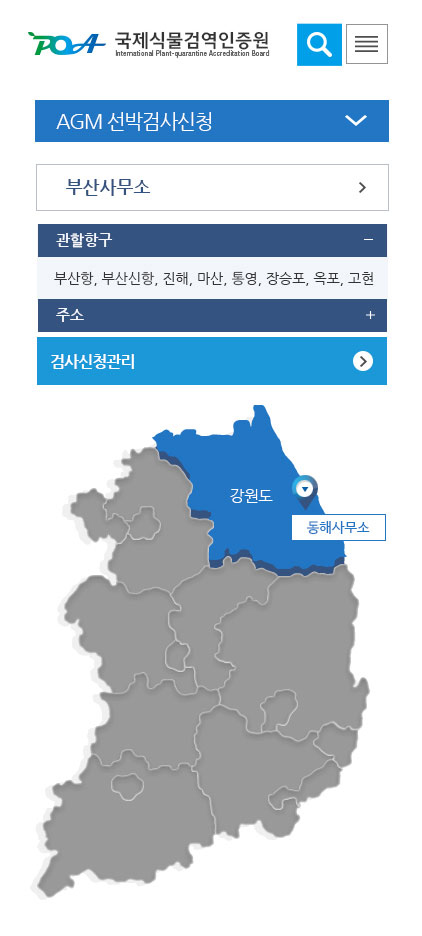 PQA 국제식물검역인증원
International Plant-quarantine Accreditation Board
AGM 선박검사신청
부산사무소
관할항구
부산항, 부산신항, 진해, 마산, 통영, 장승포, 옥포, 고현
주소
검사신청관리
강원도
동해사무소